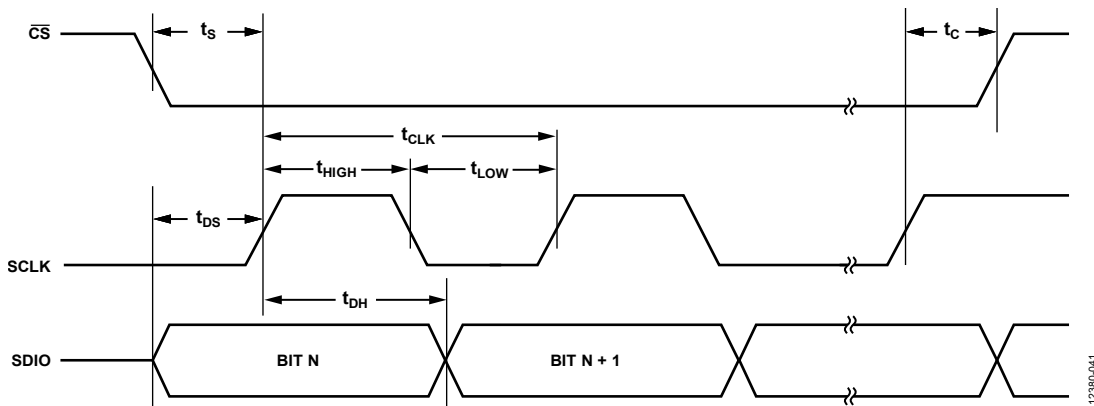 CS
tS
tC
tCLK
tHIGH
tLOW
tDS
SCLK
tDH
SDIO
BIT N
BIT N + 1
12380-041